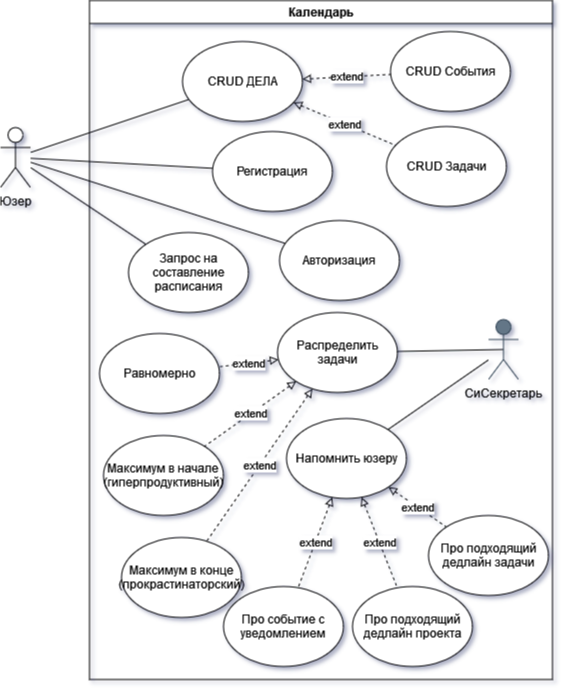 Календарь
CRUD ДЕЛА
extend
CRUD События
extend
CRUD Задачи
Юзер
Регистрация
Авторизация
Запрос на
составление
расписания
Распределить
задачи
СиСекретарь
Равномерно
extend
extend
Максимум в начале
(гиперпродуктивный)
extend
Напомнить юзеру
Максимум в конце
(прокрастинаторский)
extend
extend
extend
Про подходящий
дедлайн задачи
Про событие с
уведомлением
Про подходящий
дедлайн проекта